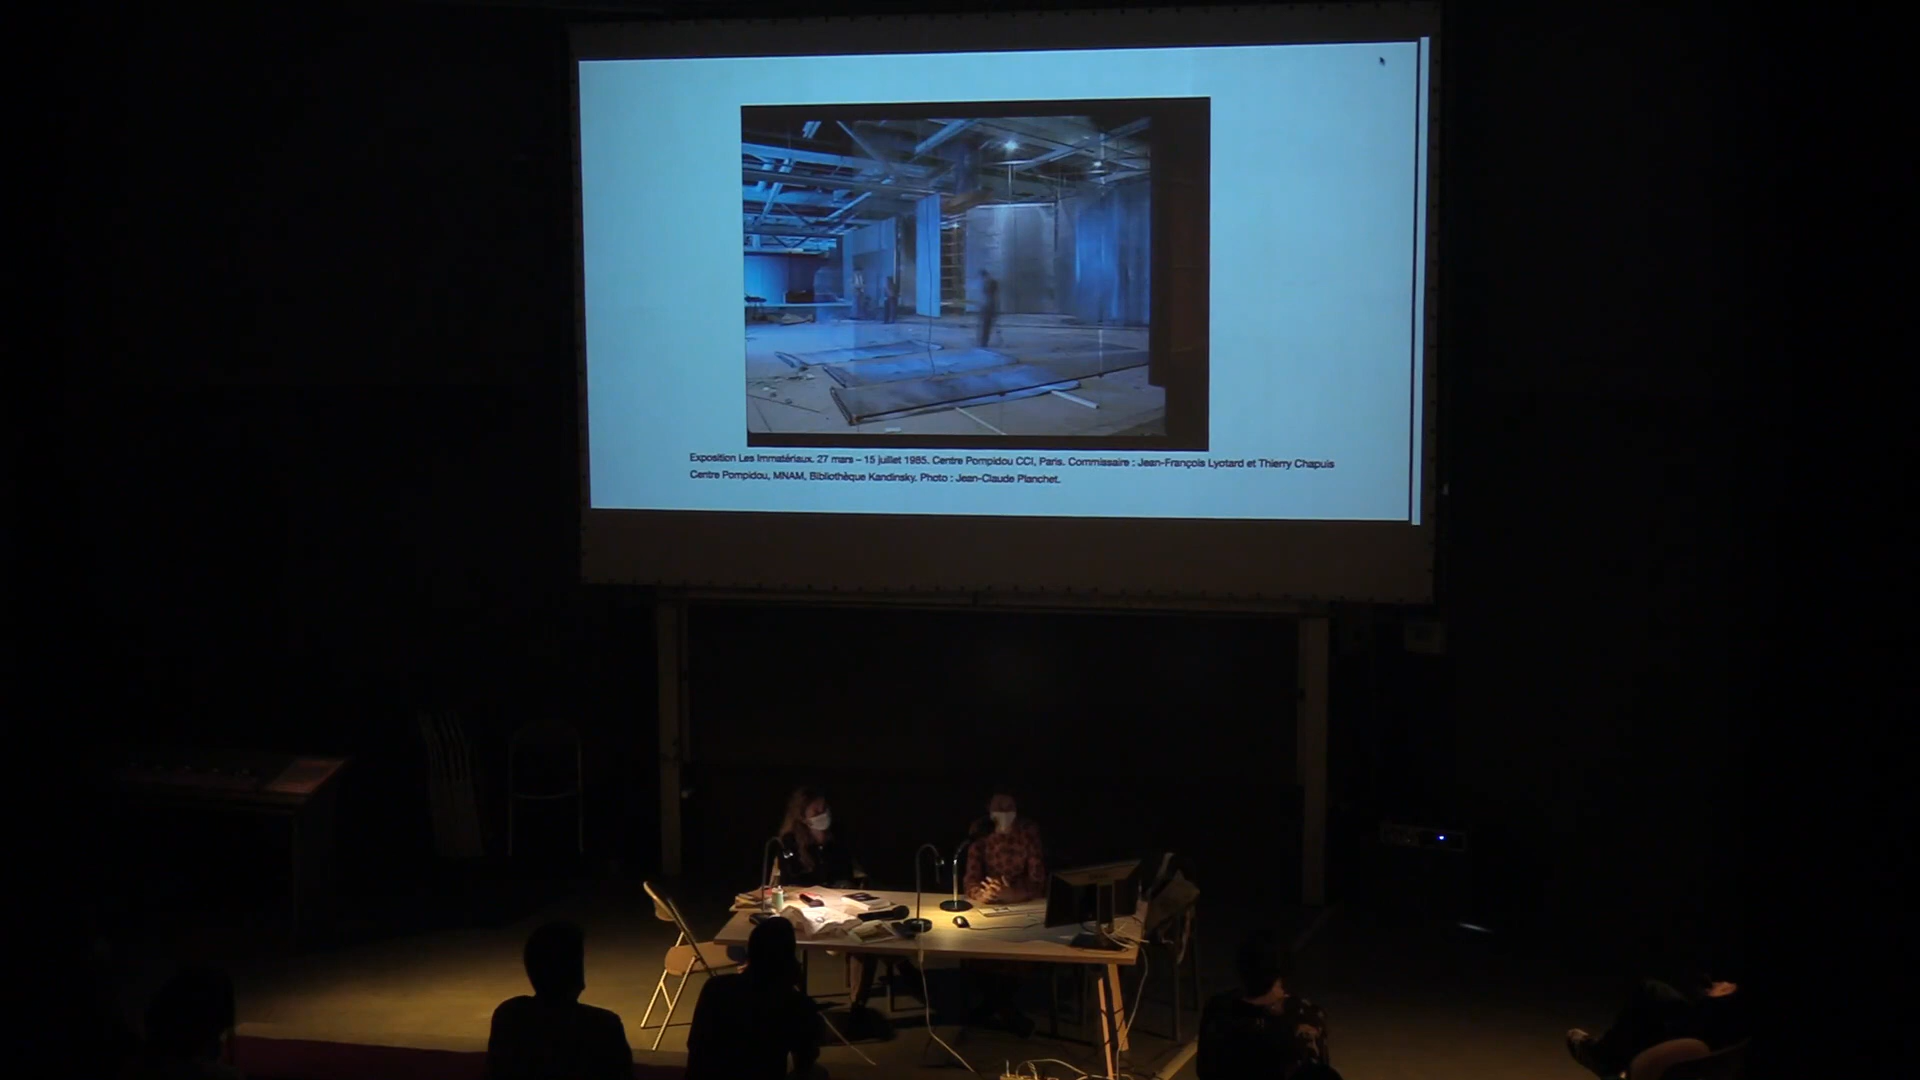 Exposition Les Immatériaux. 27 mars – 15 juillet 1985. Centre Pompidou CCI, Paris. Commissaire : Jean-François Lyotard et Thierry Chapuis
Centre Pompidou, MNAM, Bibliothèque Kandinsky. Photo : Jean-Claude Planchet.